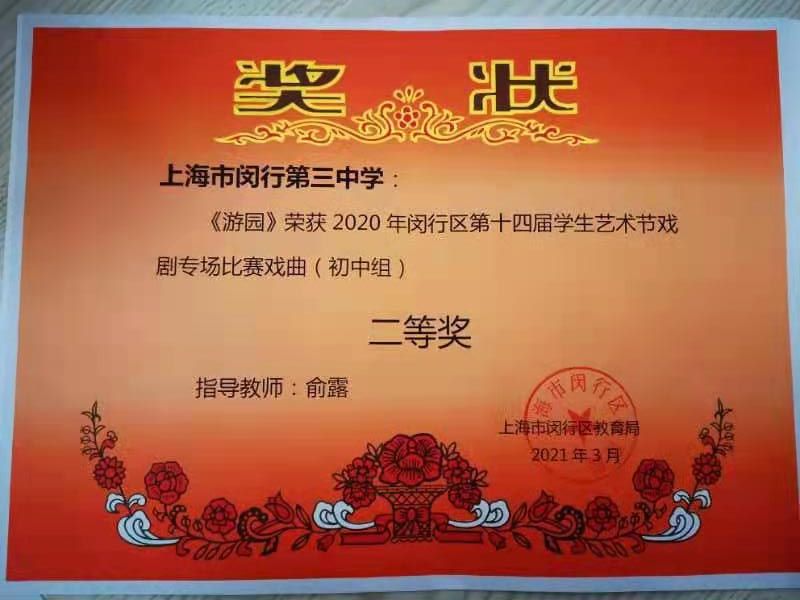 奖 状
上海市闵行第三中学：
《游园》荣获 2020 年闵行区第十四届学生艺术节戏
剧专场比赛戏曲（初中组）
二等奖
指导教师：俞露
海市闵行区
上海市闵行区教育局
2021 年 3 月